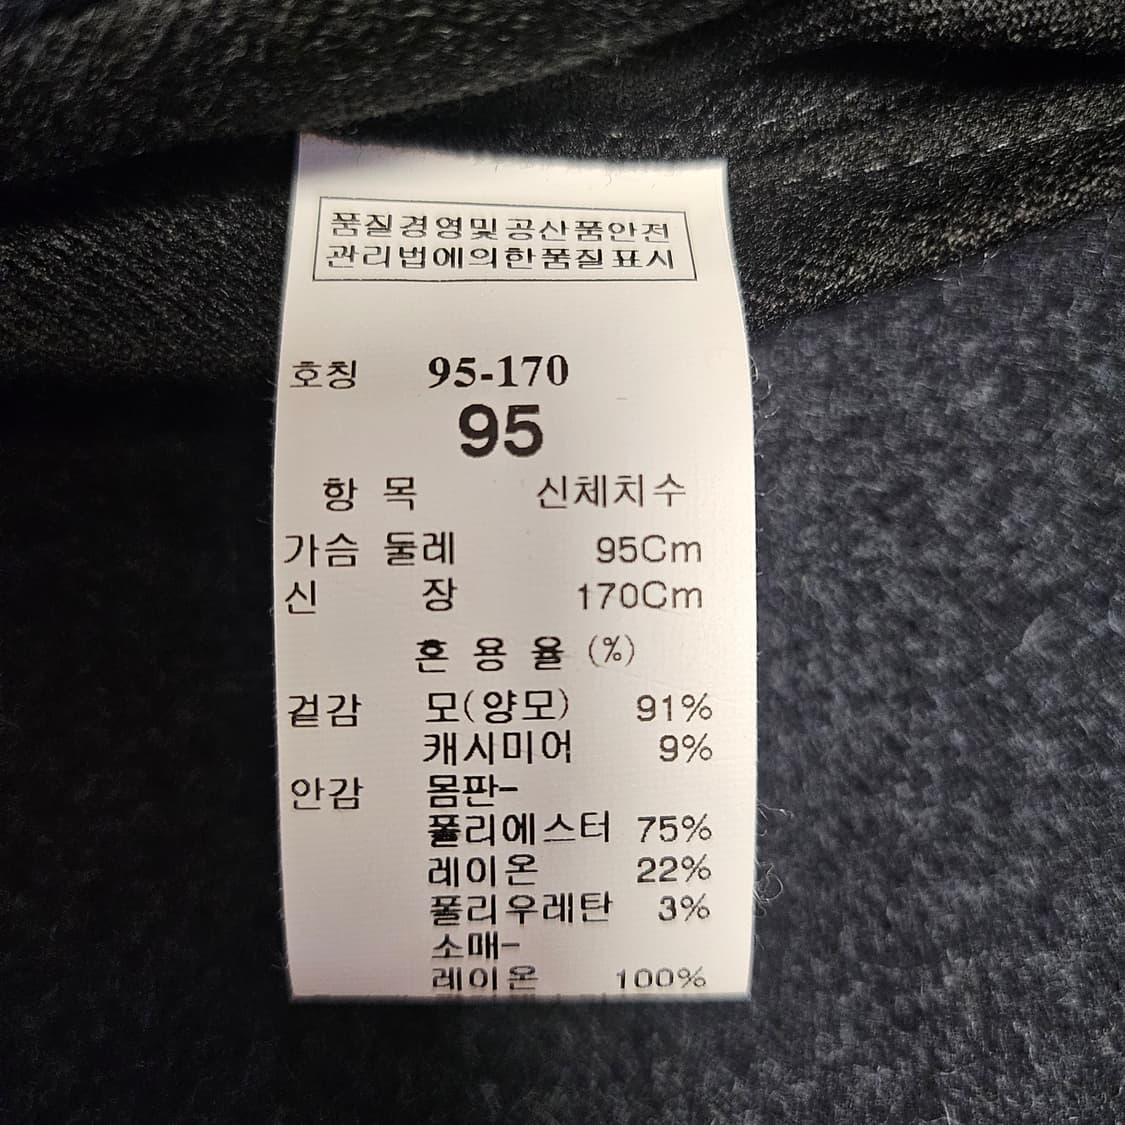 품질경영및공산품안전
관리법에의한품질표시
호칭 95-170
95
항 목 신체치수
가슴 둘레 95Cm
신 장 170Cm
혼 용 율 (%)
겉감 모(양모) 91%
캐시미어 9%
안감 몸판-
폴리에스터 75%
레이온 22%
폴리우레탄 3%
소매-
레이온 100%